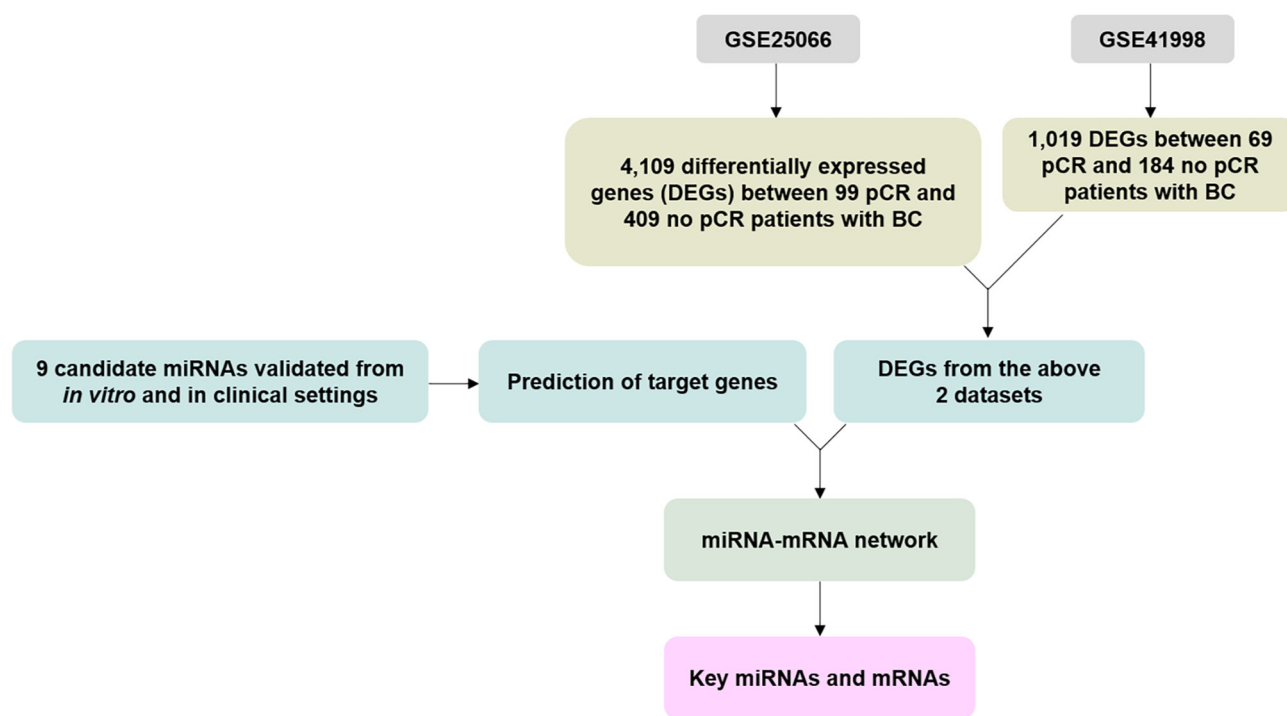 GSE25066
GSE41998
4,109 differentially expressed
genes (DEGs) between 99 pCR and
409 no pCR patients with BC
1,019 DEGs between 69
pCR and 184 no pCR
patients with BC
9 candidate miRNAs validated from
in vitro and in clinical settings
Prediction of target genes
DEGs from the above
2 datasets
miRNA-mRNA network
Key miRNAs and mRNAs